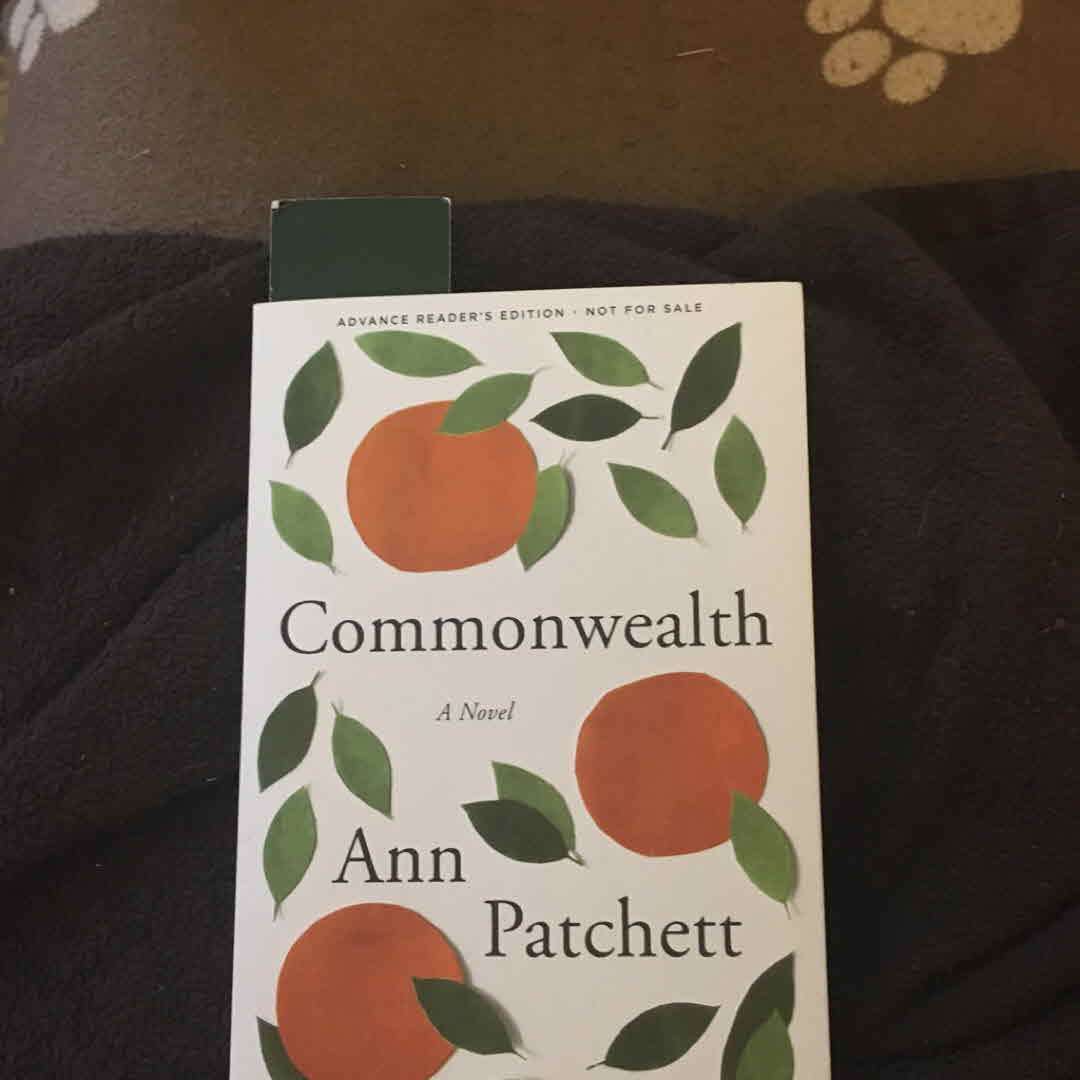 ADVANCE READER'S EDITION · NOT FOR SALE
Commonwealth
A Novel
Ann
Patchett